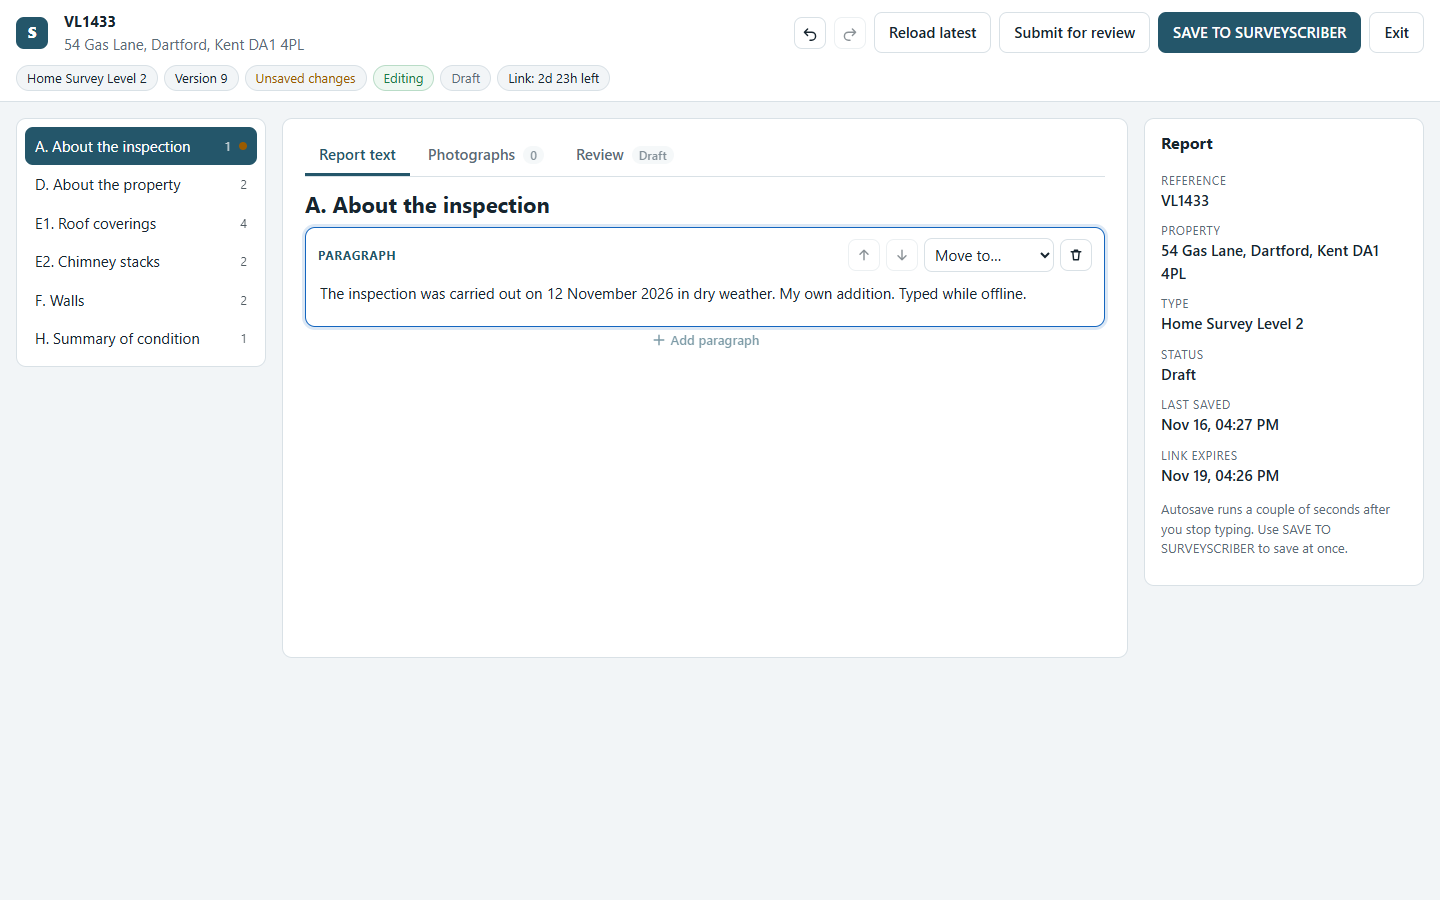 S
VL1433
54 Gas Lane, Dartford, Kent DA1 4PL
Reload latest
Submit for review
SAVE TO SURVEYSCRIBER
Exit
Home Survey Level 2
Version 9
Unsaved changes
Editing
Draft
Link: 2d 23h left
A. About the inspection 1
D. About the property 2
E1. Roof coverings 4
E2. Chimney stacks 2
F. Walls 2
H. Summary of condition 1
Report text
Photographs 0
Review Draft
A. About the inspection
PARAGRAPH
Move to...
The inspection was carried out on 12 November 2026 in dry weather. My own addition. Typed while offline.
Add paragraph
Report
REFERENCE
VL1433
PROPERTY
54 Gas Lane, Dartford, Kent DA1
4PL
TYPE
Home Survey Level 2
STATUS
Draft
LAST SAVED
Nov 16, 04:27 PM
LINK EXPIRES
Nov 19, 04:26 PM
Autosave runs a couple of seconds after
you stop typing. Use SAVE TO
SURVEYSCRIBER to save at once.